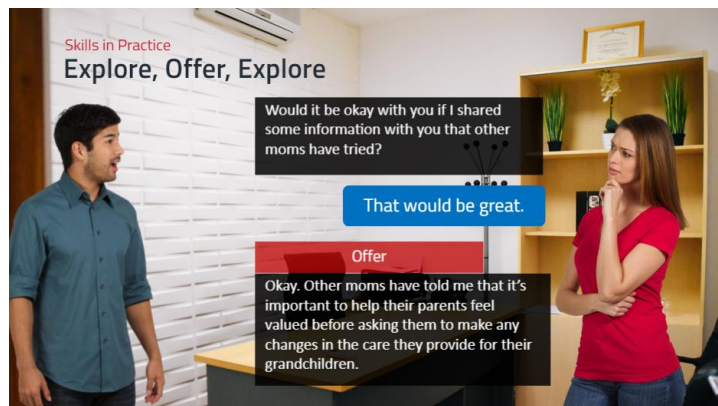 Skills in Practice
Explore, Offer, Explore
Would it be okay with you if I shared
some information with you that other
moms have tried?
That would be great.
Offer
Okay. Other moms have told me that it's
important to help their parents feel
valued before asking them to make any
changes in the care they provide for their
grandchildren.